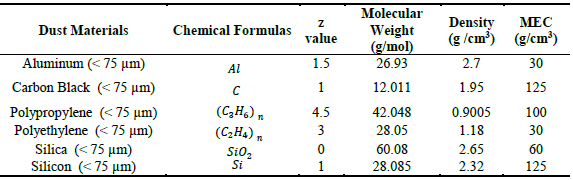 Dust Materials Chemical Formulas z value Molecular Weight (g/mol) Density (g /cm³) MEC (g/cm³)
Aluminum (< 75 µm) Al 1.5 26.93 2.7 30
Carbon Black (< 75 µm) C 1 12.011 1.95 125
Polypropylene (< 75 µm) (C₃H₆) n 4.5 42.048 0.9005 100
Polyethylene (< 75 µm) (C₂H₄) n 3 28.05 1.18 30
Silica (< 75 µm) SiO₂ 0 60.08 2.65 60
Silicon (< 75 µm) Si 1 28.085 2.32 125